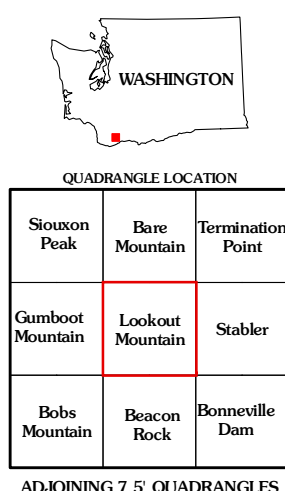 WASHINGTON
QUADRANGLE LOCATION
Siouxon Peak
Bare Mountain
Termination Point
Gumboot Mountain
Lookout Mountain
Stabler
Bobs Mountain
Beacon Rock
Bonneville Dam
ADJOINING 7.5' QUADRANGLES